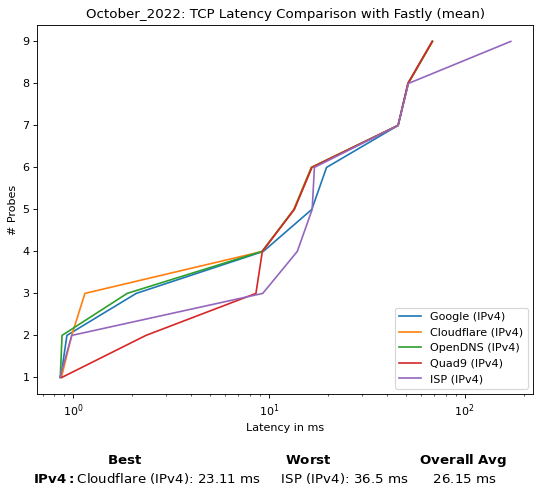 October_2022: TCP Latency Comparison with Fastly (mean)
9
8
7
6
5
4
3
2
1
# Probes
Google (IPv4)
Cloudflare (IPv4)
OpenDNS (IPv4)
Quad9 (IPv4)
ISP (IPv4)
10⁰ 10¹ 10²
Latency in ms
Best Worst Overall Avg
IPv4: Cloudflare (IPv4): 23.11 ms ISP (IPv4): 36.5 ms 26.15 ms